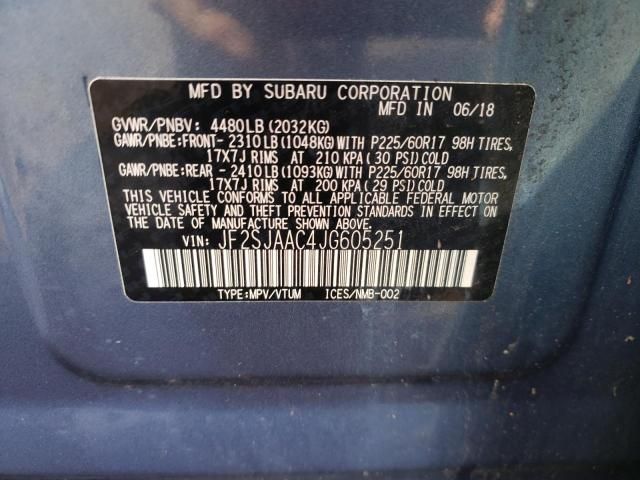 MFD BY SUBARU CORPORATION
MFD IN 06/18
GVWR/PNBV: 4480LB(2032KG)
GAWR/PNBE:FRONT- 2310LB(1048KG)WITH P225/60R17 98H TIRES,
17X7J RIMS AT 210 KPA(30 PSI)COLD
GAWR/PNBE:REAR - 2410LB(1093KG)WITH P225/60R17 98H TIRES,
17X7J RIMS AT 200 KPA(29 PSI)COLD
THIS VEHICLE CONFORMS TO ALL APPLICABLE FEDERAL MOTOR
VEHICLE SAFETY AND THEFT PREVENTION STANDARDS IN EFFECT ON
THE DATE OF MANUFACTURE SHOWN ABOVE.
VIN: JF2SJAAC4JG605251
TYPE:MPV/VTUM ICES/NMB-002